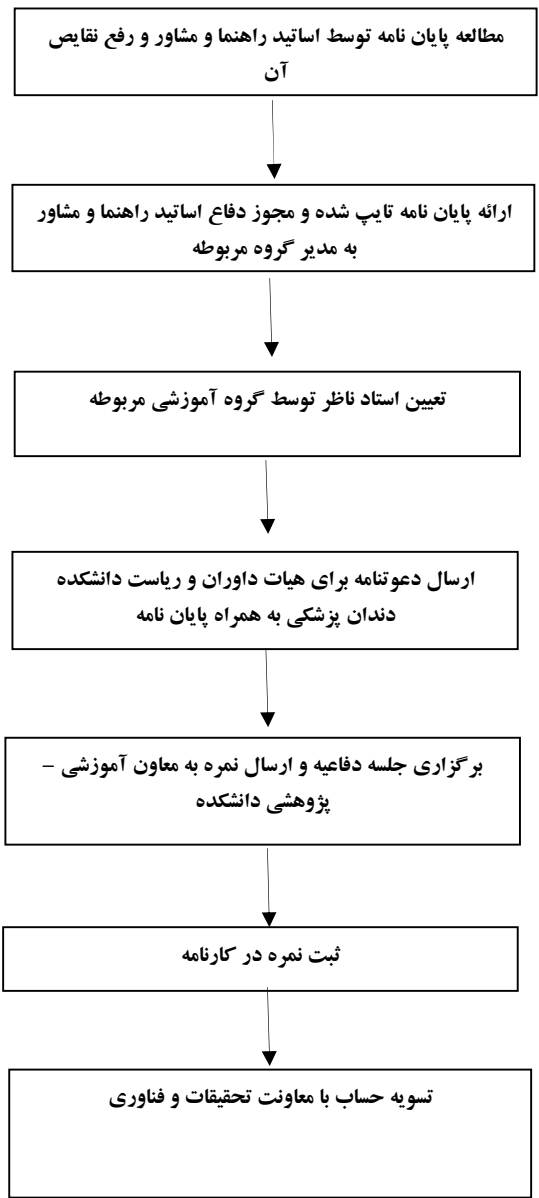 مطالعه پایان نامه توسط اساتید راهنما و مشاور و رفع نقایص
آن
ارائه پایان نامه تایپ شده و مجوز دفاع اساتید راهنما و مشاور
به مدیر گروه مربوطه
تعیین استاد ناظر توسط گروه آموزشی مربوطه
ارسال دعوتنامه برای هیات داوران و ریاست دانشکده
دندان پزشکی به همراه پایان نامه
برگزاری جلسه دفاعیه و ارسال نمره به معاون آموزشی –
پژوهشی دانشکده
ثبت نمره در کارنامه
تسویه حساب با معاونت تحقیقات و فناوری